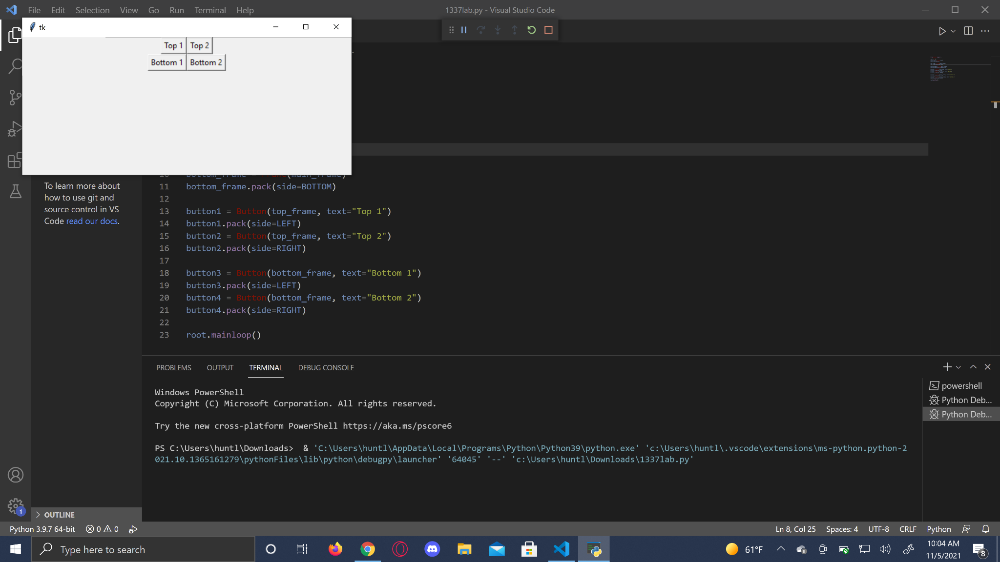 File Edit Selection View Go Run Terminal Help
1337lab.py - Visual Studio Code
tk
Top 1 Top 2
Bottom 1 Bottom 2
To learn more about
how to use git and
source control in VS
Code read our docs.
11 bottom_frame.pack(side=BOTTOM)
12
13 button1 = Button(top_frame, text="Top 1")
14 button1.pack(side=LEFT)
15 button2 = Button(top_frame, text="Top 2")
16 button2.pack(side=RIGHT)
17
18 button3 = Button(bottom_frame, text="Bottom 1")
19 button3.pack(side=LEFT)
20 button4 = Button(bottom_frame, text="Bottom 2")
21 button4.pack(side=RIGHT)
22
23 root.mainloop()
PROBLEMS OUTPUT TERMINAL DEBUG CONSOLE
Windows PowerShell
Copyright (C) Microsoft Corporation. All rights reserved.
Try the new cross-platform PowerShell https://aka.ms/pscore6
PS C:\Users\huntl\Downloads>  & 'C:\Users\huntl\AppData\Local\Programs\Python\Python39\python.exe' 'c:\Users\huntl\.vscode\extensions\ms-python.python-2
021.10.1365161279\pythonFiles\lib\python\debugpy\launcher' '64045' '--' 'c:\Users\huntl\Downloads\1337lab.py'
powershell
Python Deb...
Python Deb...
1
OUTLINE
Python 3.9.7 64-bit 0 0
Ln 8, Col 25 Spaces: 4 UTF-8 CRLF Python
Type here to search
61°F
10:04 AM
11/5/2021
8